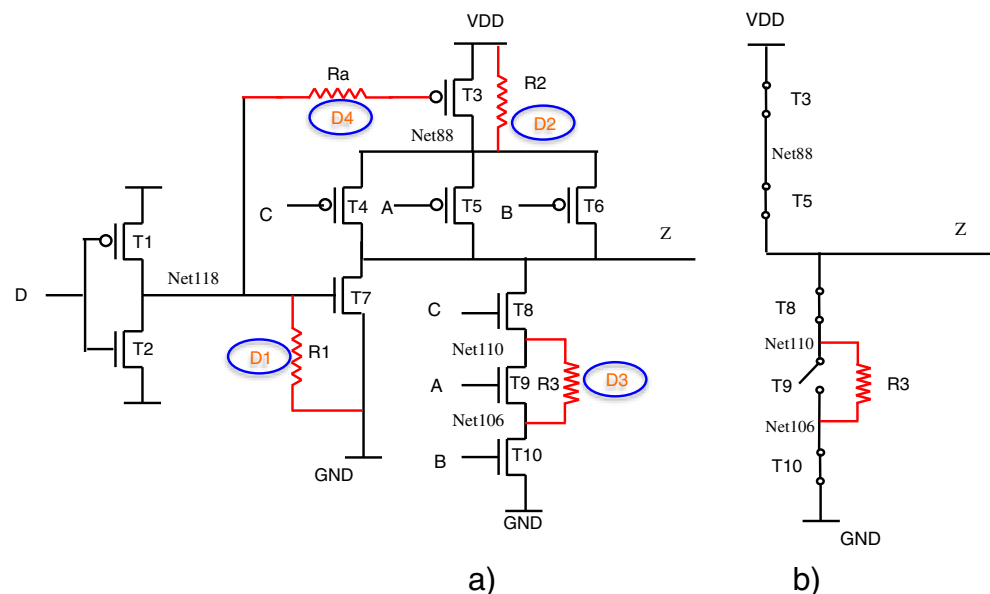 VDD
Ra
D4
T3
R2
D2
Net88
C
T4
A
T5
B
T6
Z
D
T1
Net118
T2
T7
D1
R1
C
T8
Net110
A
T9
R3
D3
Net106
B
T10
GND
GND
a)
VDD
T3
Net88
T5
Z
T8
Net110
T9
R3
Net106
T10
GND
b)